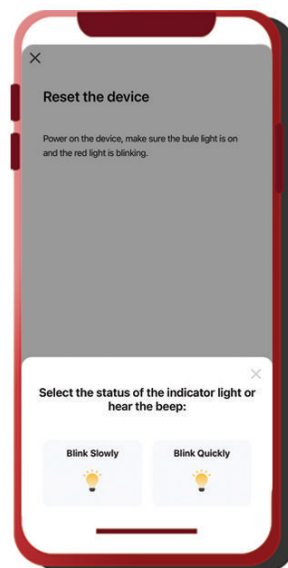 Reset the device
Power on the device, make sure the bule light is on
and the red light is blinking.
Select the status of the indicator light or
hear the beep:
Blink Slowly
Blink Quickly